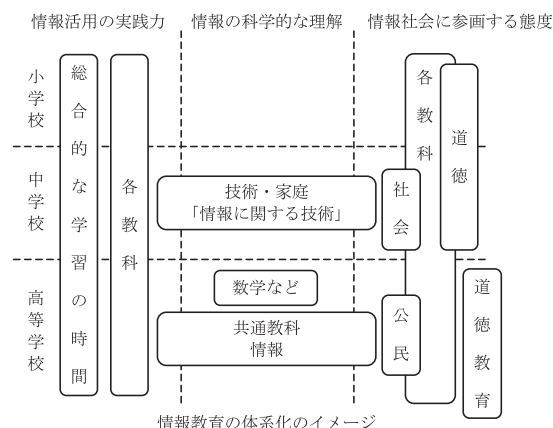 情報活用の実践力
情報の科学的な理解
情報社会に参画する態度
小学校
中学校
高等学校
総合的な学習の時間
各教科
技術・家庭
「情報に関する技術」
数学など
共通教科
情報
各教科
道徳
社会
公民
道徳教育
情報教育の体系化のイメージ